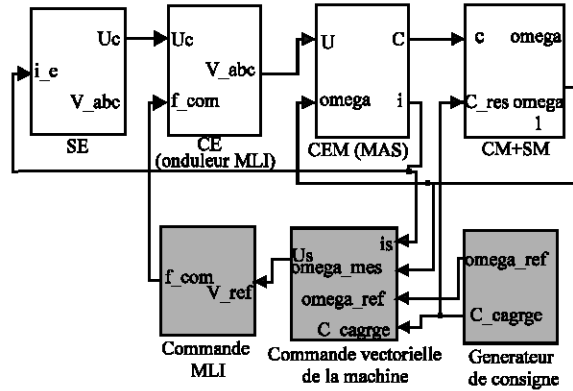 Uc
i_e
V_abc
SE
Uc
V_abc
f_com
CE
(onduleur MLI)
U
C
omega
i
CEM (MAS)
c
omega
C_res
omega
1
CM+SM
f_com
V_ref
Commande
MLI
is
Us
omega_mes
omega_ref
C_cagrge
Commande vectorielle
de la machine
omega_ref
C_cagrge
Generateur
de consigne